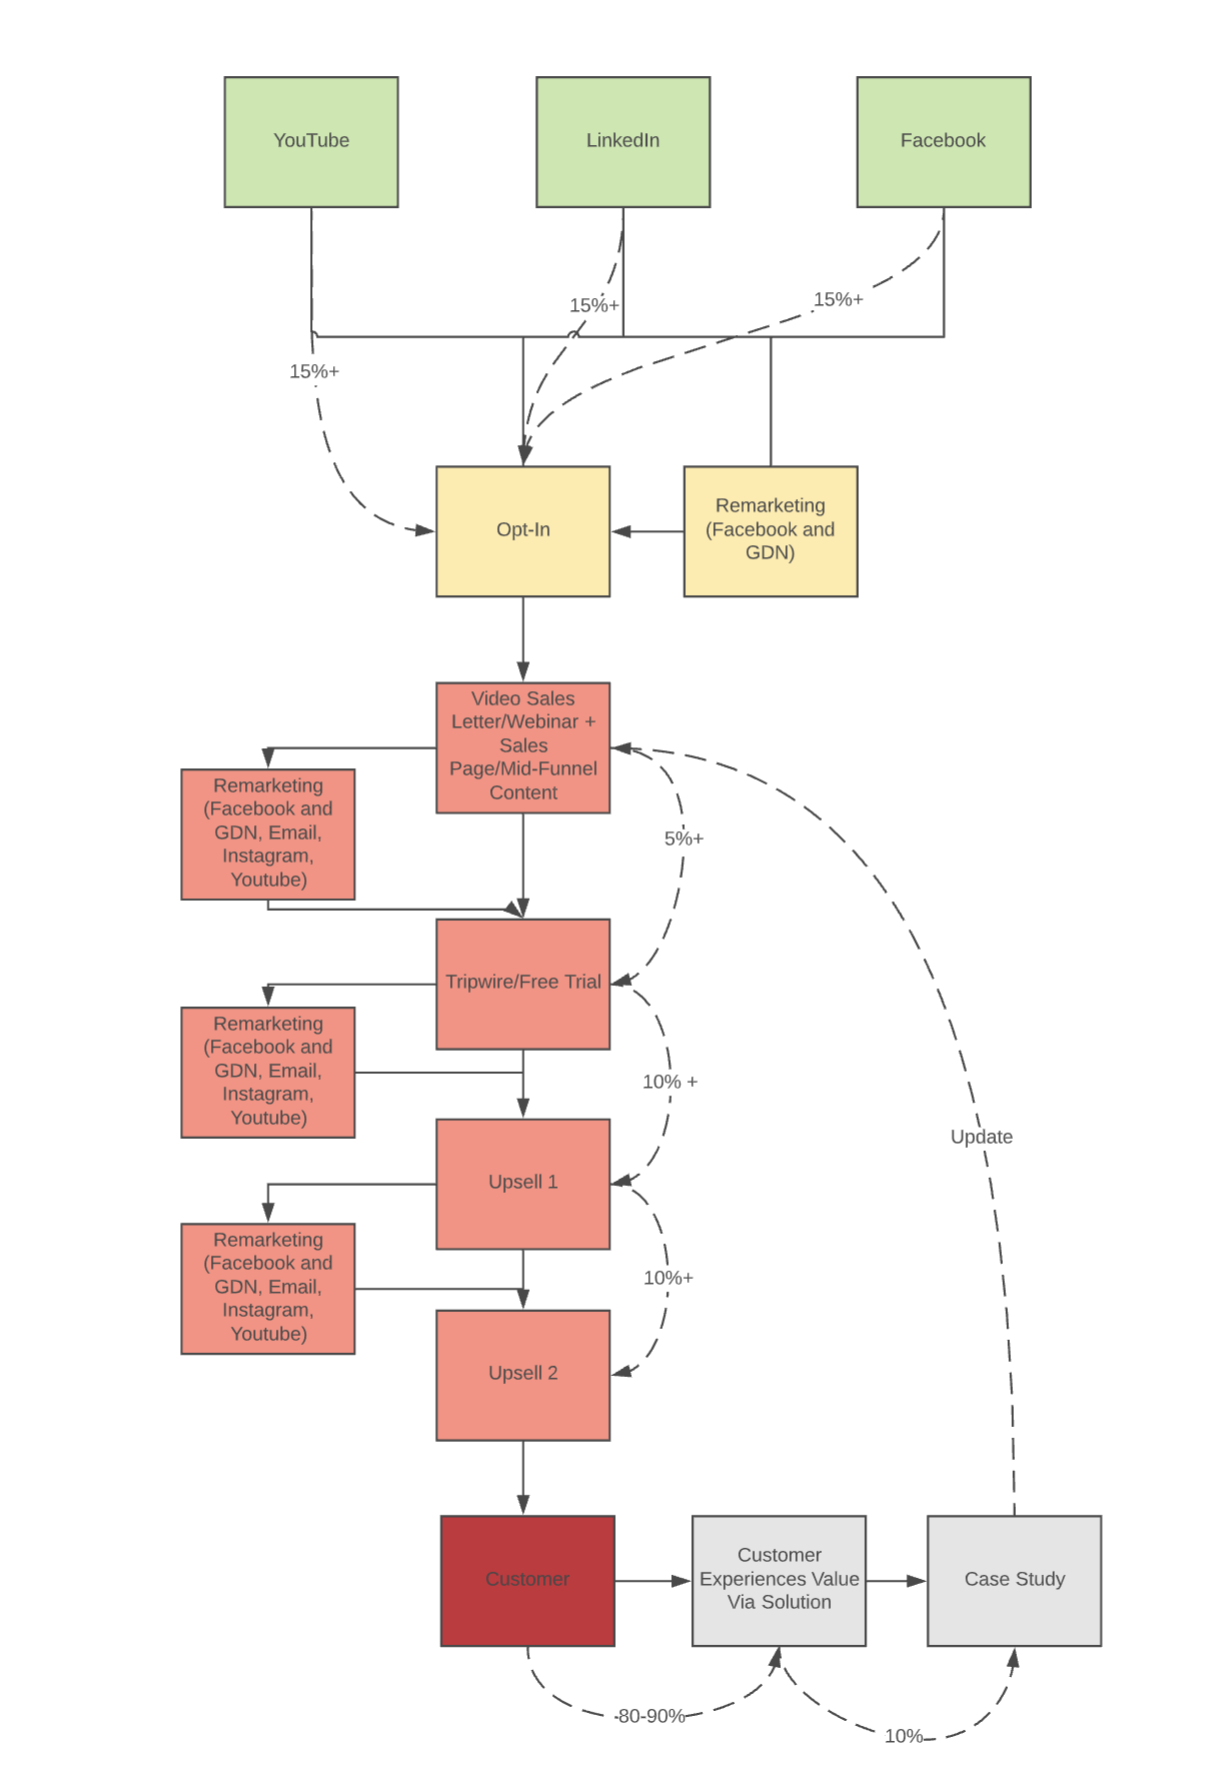 YouTube
LinkedIn
Facebook
15%+
15%+
15%+
Opt-In
Remarketing
(Facebook and
GDN)
Video Sales
Letter/Webinar +
Sales
Page/Mid-Funnel
Content
Remarketing
(Facebook and
GDN, Email,
Instagram,
Youtube)
5%+
Tripwire/Free Trial
Remarketing
(Facebook and
GDN, Email,
Instagram,
Youtube)
10% +
Update
Upsell 1
Remarketing
(Facebook and
GDN, Email,
Instagram,
Youtube)
10%+
Upsell 2
Customer
Customer
Experiences Value
Via Solution
Case Study
80-90%
10%